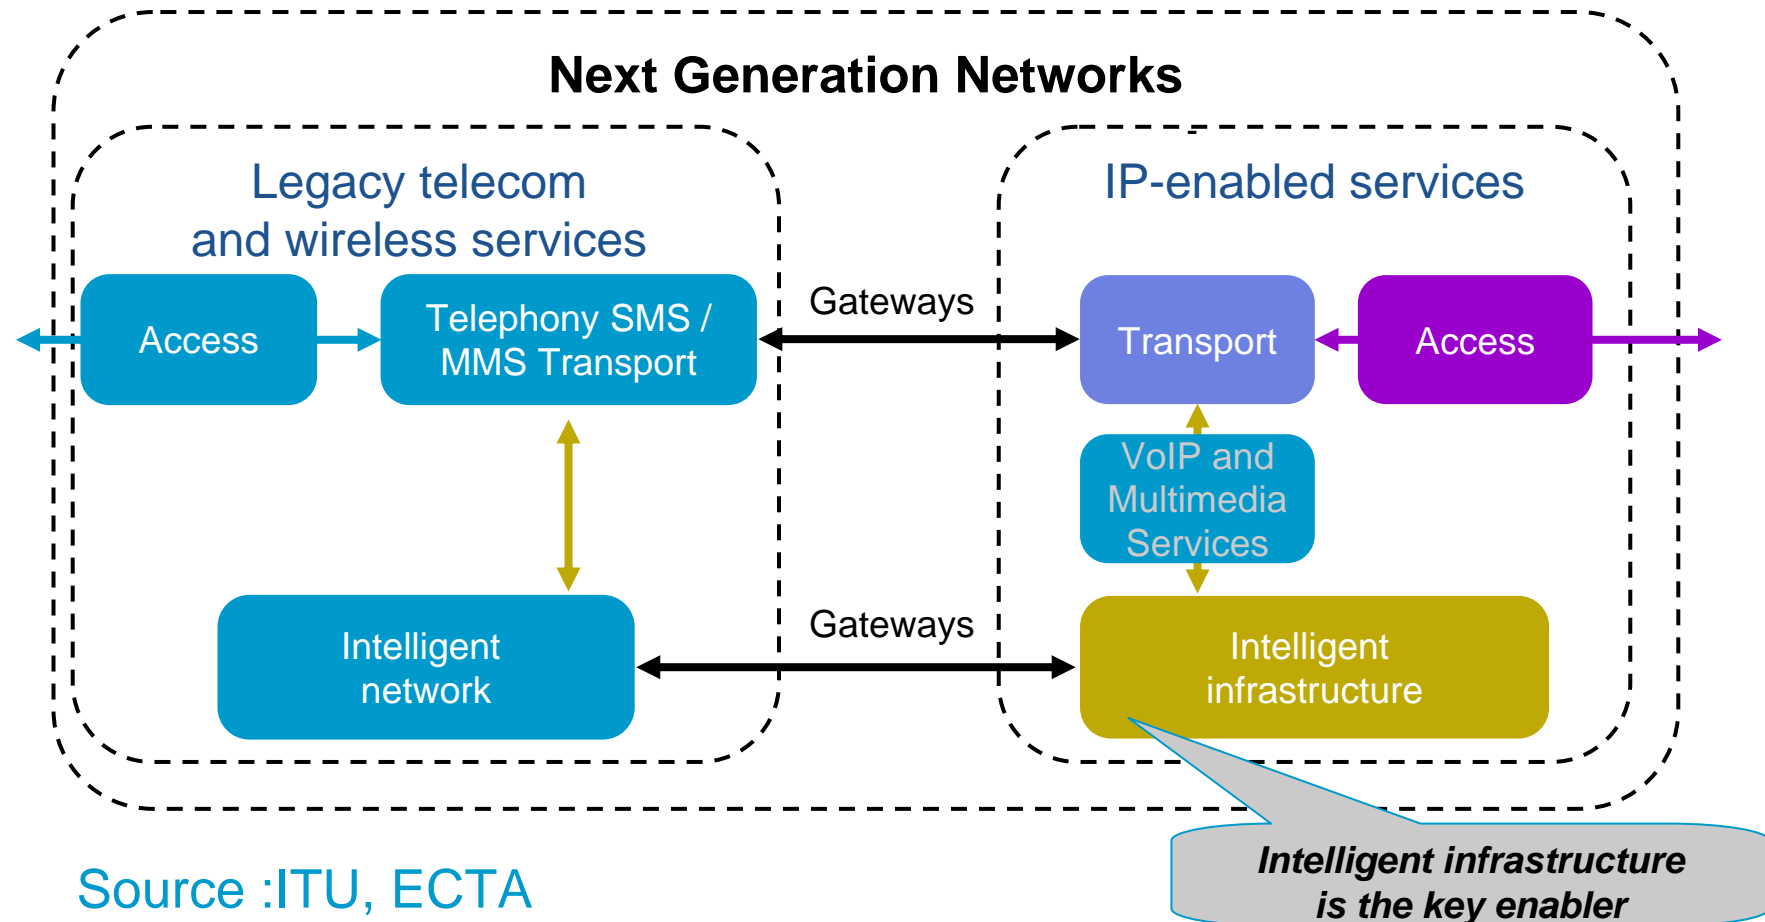 Next Generation Networks
Legacy telecom
and wireless services
IP-enabled services
Access
Telephony SMS /
MMS Transport
Gateways
Transport
Access
VoIP and
Multimedia
Services
Intelligent
network
Gateways
Intelligent
infrastructure
Intelligent infrastructure
is the key enabler
Source :ITU, ECTA